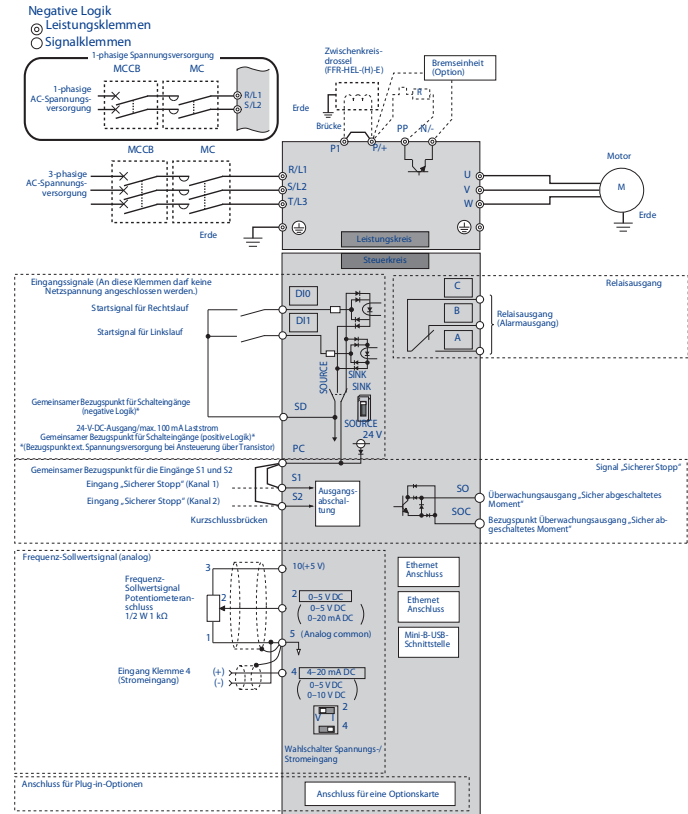 Negative Logik
Leistungsklemmen
Signalklemmen
1-phasige Spannungsversorgung
MCCB
MC
1-phasige
AC-Spannungs-
versorgung
R/L1
S/L2
Zwischenkreis-
drossel
(FFR-HEL-(H)-E)
Bremseinheit
(Option)
Erde
R
Brücke
P1
P/+
PP
N/-
MCCB
MC
3-phasige
AC-Spannungs-
versorgung
R/L1
S/L2
T/L3
Erde
U
V
W
Motor
M
Erde
Leistungskreis
Steuerkreis
Eingangssignale (An diese Klemmen darf keine
Netzspannung angeschlossen werden.)
Startsignal für Rechtslauf
DI0
Startsignal für Linkslauf
DI1
SOURCE
SINK
SINK
SOURCE
Relaisausgang
C
B
A
Relaisausgang
(Alarmausgang)
Gemeinsamer Bezugspunkt für Schalteingänge
(negative Logik)*
SD
24-V-DC-Ausgang/max. 100 mA Laststrom
Gemeinsamer Bezugspunkt für Schalteingänge (positive Logik)*
*(Bezugspunkt ext. Spannungsversorgung bei Ansteuerung über Transistor)
24 V
PC
Gemeinsamer Bezugspunkt für die Eingänge S1 und S2
Eingang „Sicherer Stopp“ (Kanal 1)
S1
Eingang „Sicherer Stopp“ (Kanal 2)
S2
Kurzschlussbrücken
Ausgangs-
abschal-
tung
Signal „Sicherer Stopp“
SO
Überwachungsausgang „Sicher abgeschaltetes
Moment“
SOC
Bezugspunkt Überwachungsausgang „Sicher ab-
geschaltetes Moment“
Frequenz-Sollwertsignal (analog)
Frequenz-
Sollwertsignal
Potentiometeran-
schluss
1/2 W 1 kΩ
3
2
1
10(+5 V)
2
0–5 V DC
0–5 V DC
0–20 mA DC
5
(Analog common)
Eingang Klemme 4
(Stromeingang)
(+)
(-)
4
4–20 mA DC
0–5 V DC
0–10 V DC
2
V I
4
Wahlschalter Spannungs-/
Stromeingang
Ethernet
Anschluss
Ethernet
Anschluss
Mini-B-USB-
Schnittstelle
Anschluss für Plug-in-Optionen
Anschluss für eine Optionskarte